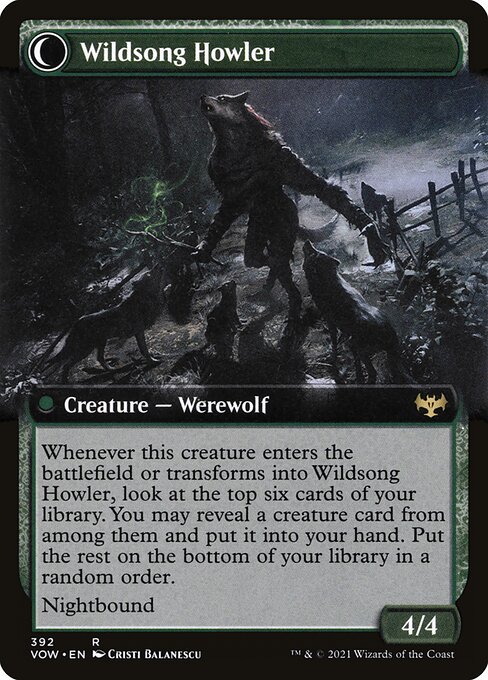 Wildsong Howler
Creature — Werewolf
Whenever this creature enters the
battlefield or transforms into Wildsong
Howler, look at the top six cards of your
library. You may reveal a creature card from
among them and put it into your hand. Put
the rest on the bottom of your library in a
random order.
Nightbound
4/4
392 R
VOW • EN Cristi Balanescu
™ & © 2021 Wizards of the Coast